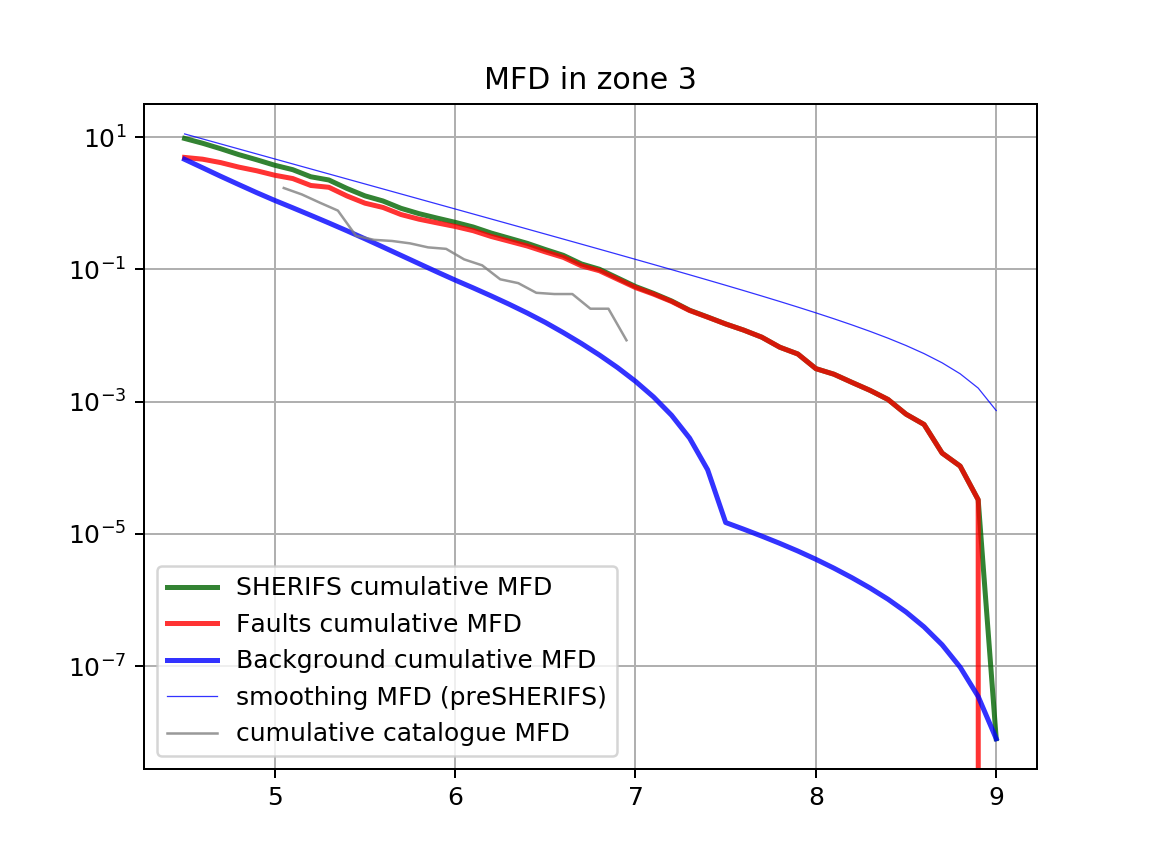 MFD in zone 3
10^1
10^−1
10^−3
10^−5
10^−7
SHERIFS cumulative MFD
Faults cumulative MFD
Background cumulative MFD
smoothing MFD (preSHERIFS)
cumulative catalogue MFD
5 6 7 8 9